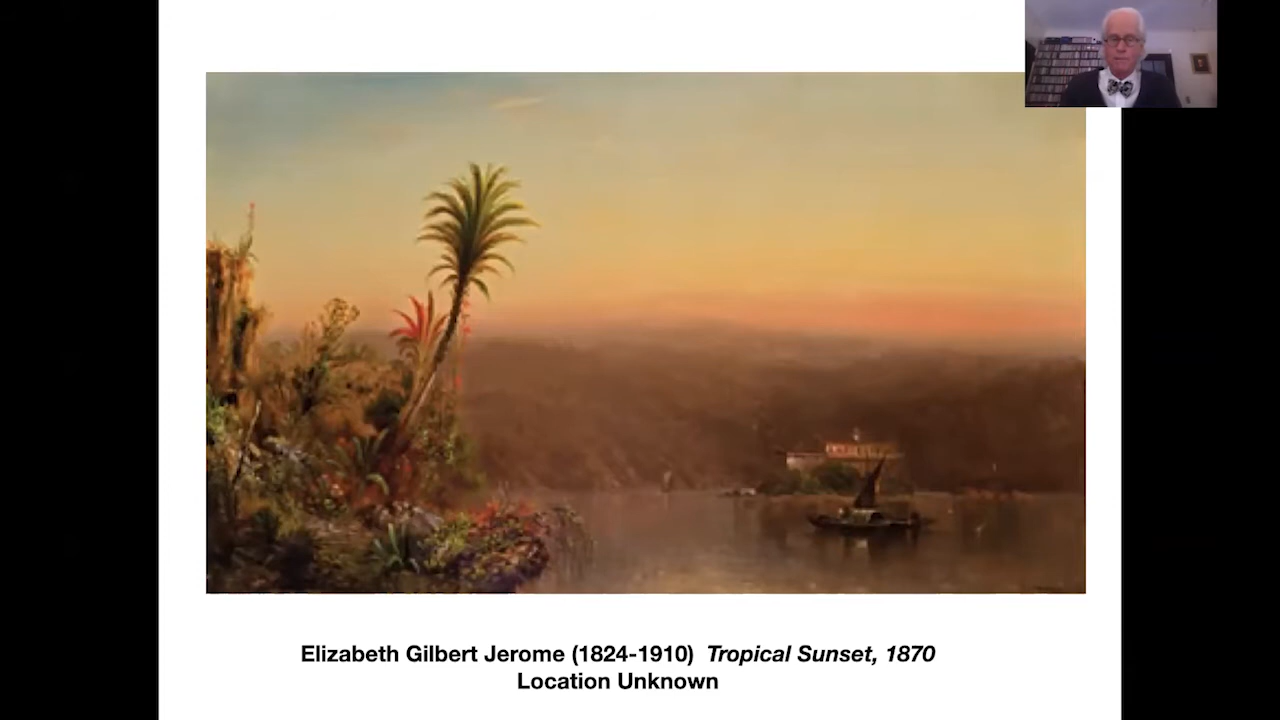 Elizabeth Gilbert Jerome (1824-1910) Tropical Sunset, 1870
Location Unknown